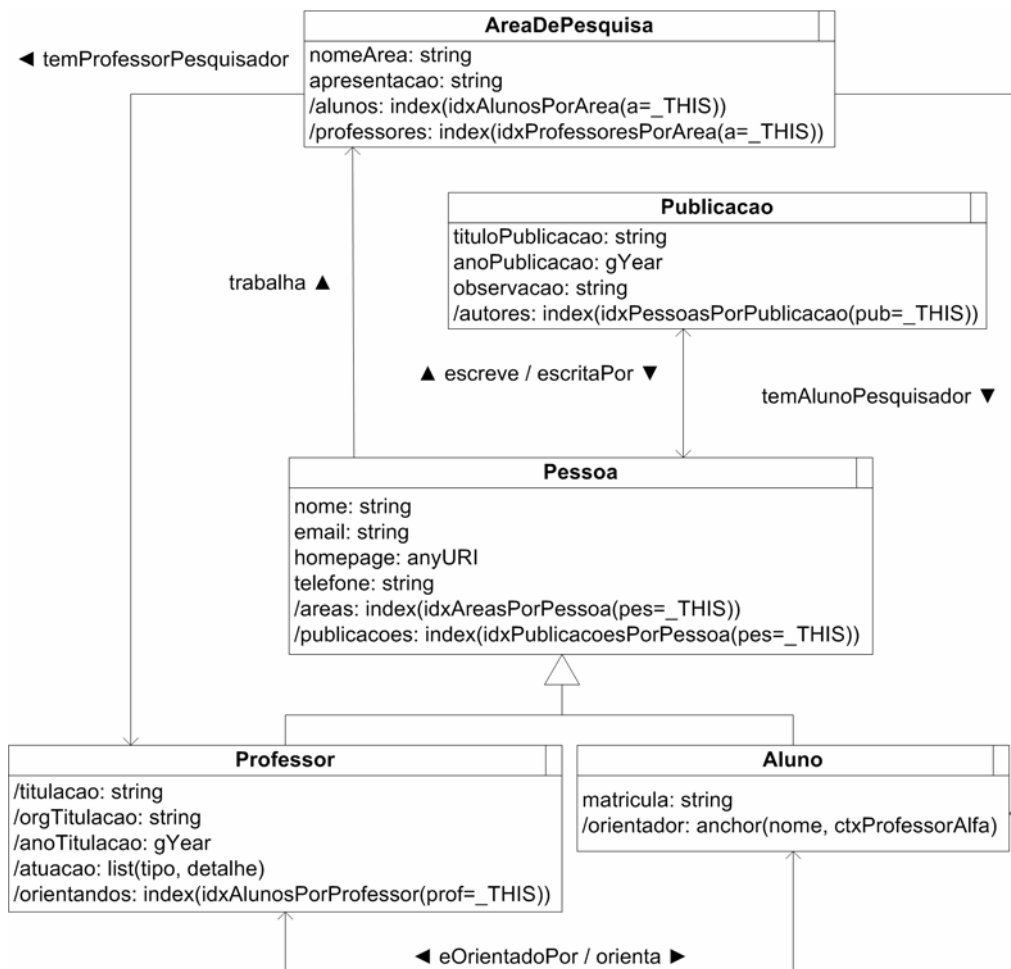 AreaDePesquisa
◄ temProfessorPesquisador
nomeArea: string
apresentacao: string
/alunos: index(idxAlunosPorArea(a=_THIS))
/professores: index(idxProfessoresPorArea(a=_THIS))
Publicacao
tituloPublicacao: string
anoPublicacao: gYear
observacao: string
/autores: index(idxPessoasPorPublicacao(pub=_THIS))
trabalha ▲
▲ escreve / escritaPor ▼
temAlunoPesquisador ▼
Pessoa
nome: string
email: string
homepage: anyURI
telefone: string
/areas: index(idxAreasPorPessoa(pes=_THIS))
/publicacoes: index(idxPublicacoesPorPessoa(pes=_THIS))
Professor
/titulacao: string
/orgTitulacao: string
/anoTitulacao: gYear
/atuacao: list(tipo, detalhe)
/orientandos: index(idxAlunosPorProfessor(prof=_THIS))
Aluno
matricula: string
/orientador: anchor(nome, ctxProfessorAlfa)
◄ eOrientadoPor / orienta ►